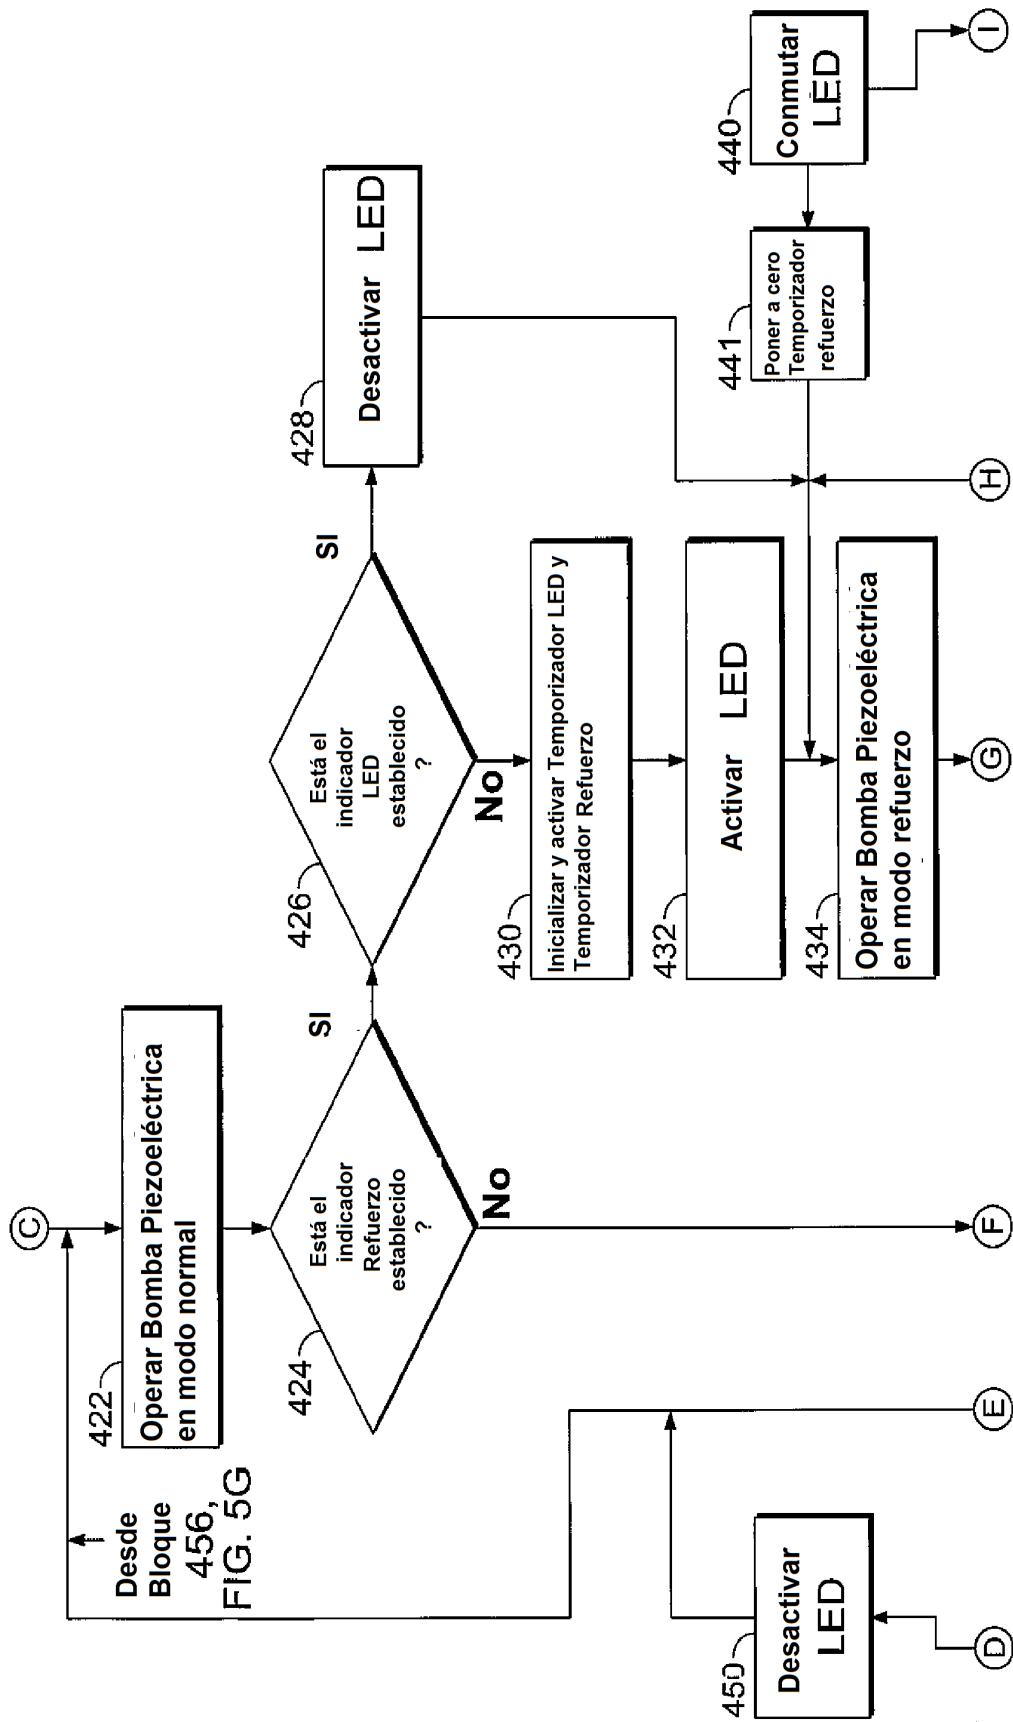 C
Desde
Bloque
456,
FIG. 5G
422
Operar Bomba Piezoeléctrica
en modo normal
424
Está el
indicador
Refuerzo
establecido
?
SI
No
426
Está el
indicador
LED
establecido
?
SI
No
428
Desactivar LED
430
Inicializar y activar Temporizador LED y
Temporizador Refuerzo
432
Activar LED
434
Operar Bomba Piezoeléctrica
en modo refuerzo
441
Poner a cero
Temporizador
refuerzo
440
Conmutar
LED
450
Desactivar
LED
D
E
F
G
H
I